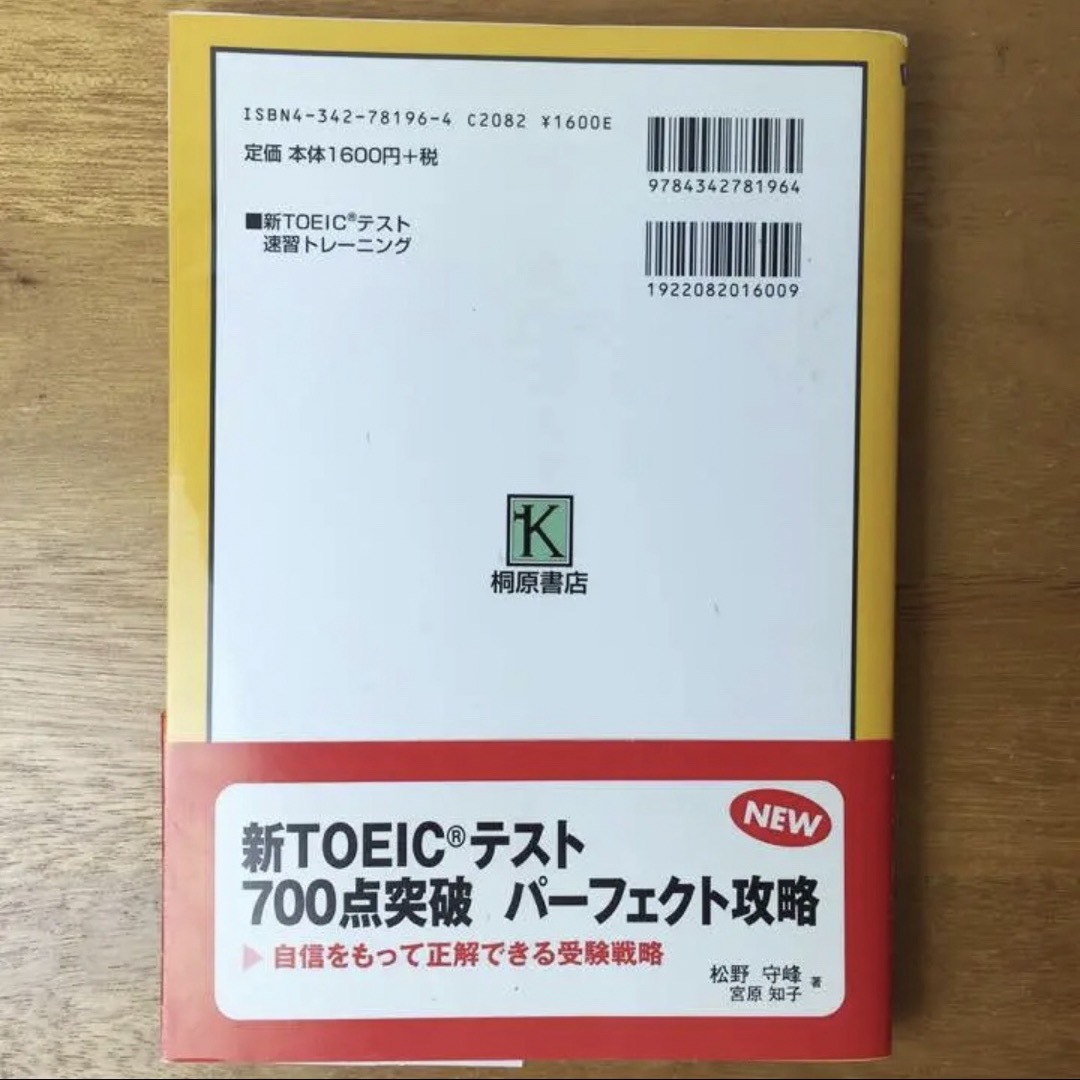 ISBN4-342-78196-4 C2082 ¥1600E
定価 本体1600円+税
9784342781964
■新TOEIC®テスト
速習トレーニング
1922082016009
K
桐原書店
NEW
新TOEIC®テスト
700点突破 パーフェクト攻略
▶自信をもって正解できる受験戦略
松野 守峰
宮原 知子 著